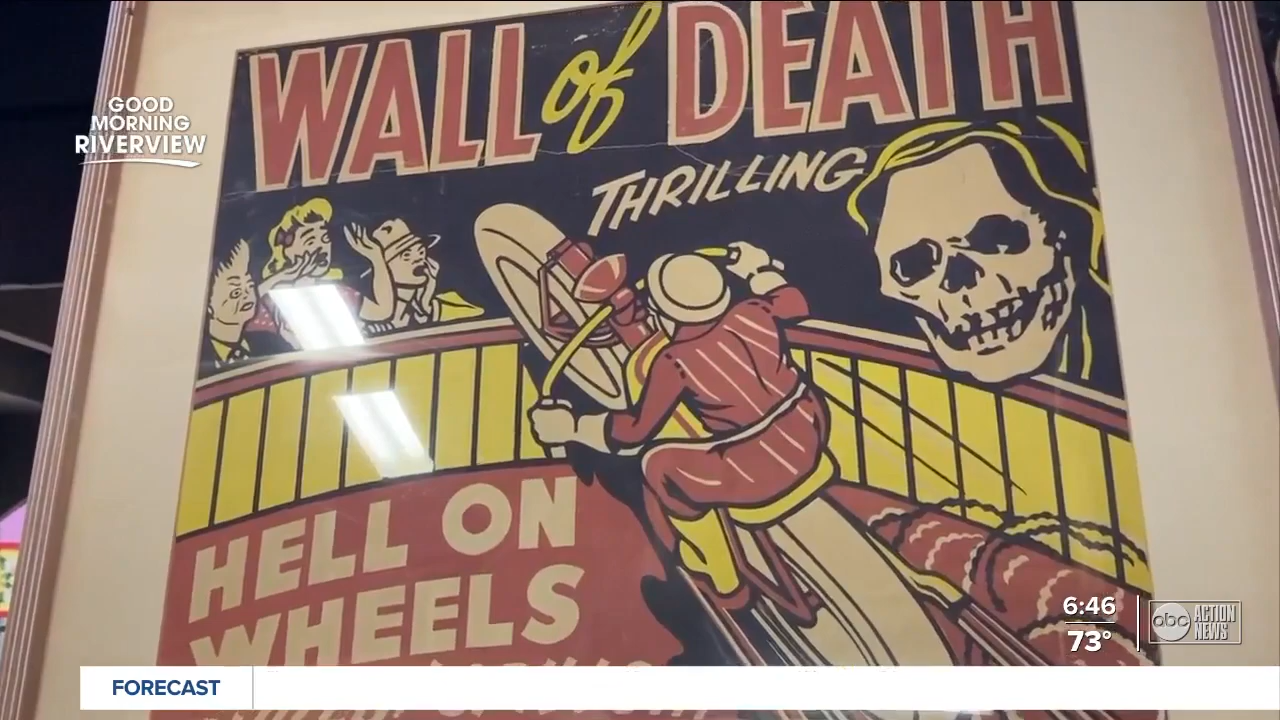 WALL of DEATH
THRILLING
HELL ON
WHEELS
GOOD
MORNING
RIVERVIEW
6:46
73°
abc ACTION
NEWS
FORECAST